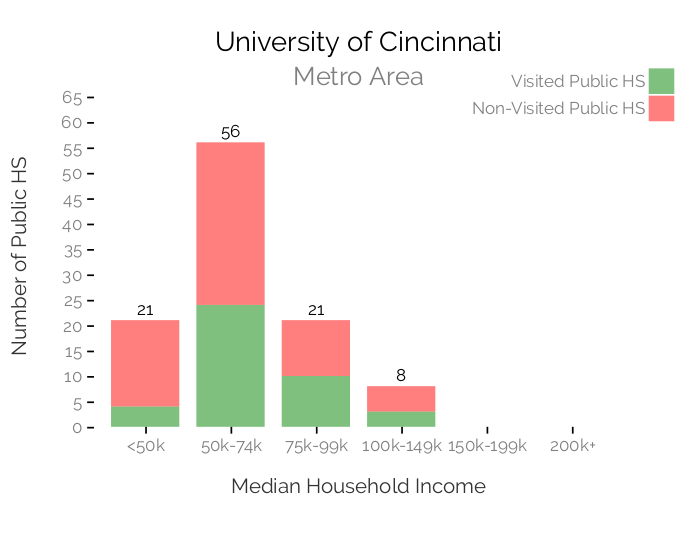 University of Cincinnati
Metro Area
Visited Public HS
Non-Visited Public HS
Number of Public HS
65
60
55
50
45
40
35
30
25
20
15
10
5
0
21
56
21
8
<50k
50k-74k
75k-99k
100k-149k
150k-199k
200k+
Median Household Income